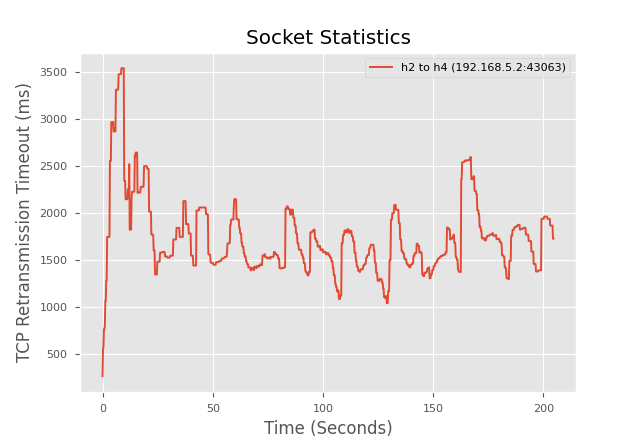 Socket Statistics
h2 to h4 (192.168.5.2:43063)
TCP Retransmission Timeout (ms)
3500
3000
2500
2000
1500
1000
500
0 50 100 150 200
Time (Seconds)